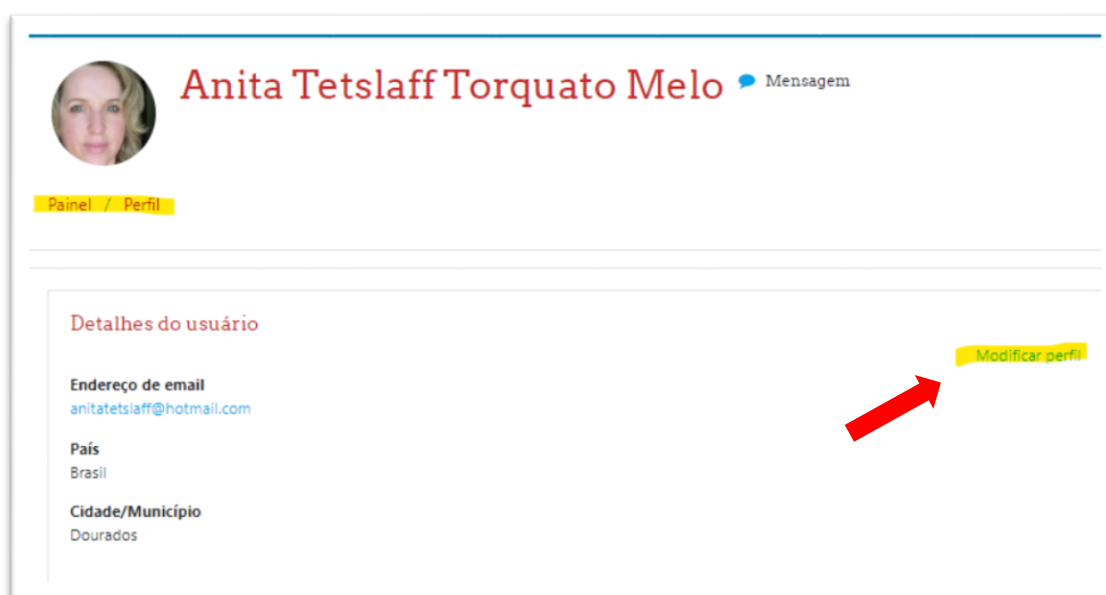 Anita Tetslaff Torquato Melo Mensagem
Painel / Perfil
Detalhes do usuário
Modificar perfil
Endereço de email
anitatetslaff@hotmail.com
País
Brasil
Cidade/Município
Dourados